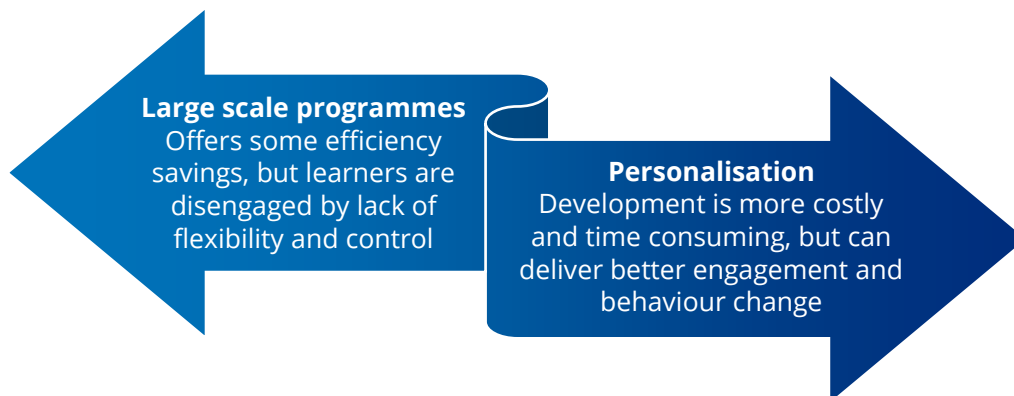 Large scale programmes
Offers some efficiency
savings, but learners are
disengaged by lack of
flexibility and control
Personalisation
Development is more costly
and time consuming, but can
deliver better engagement and
behaviour change